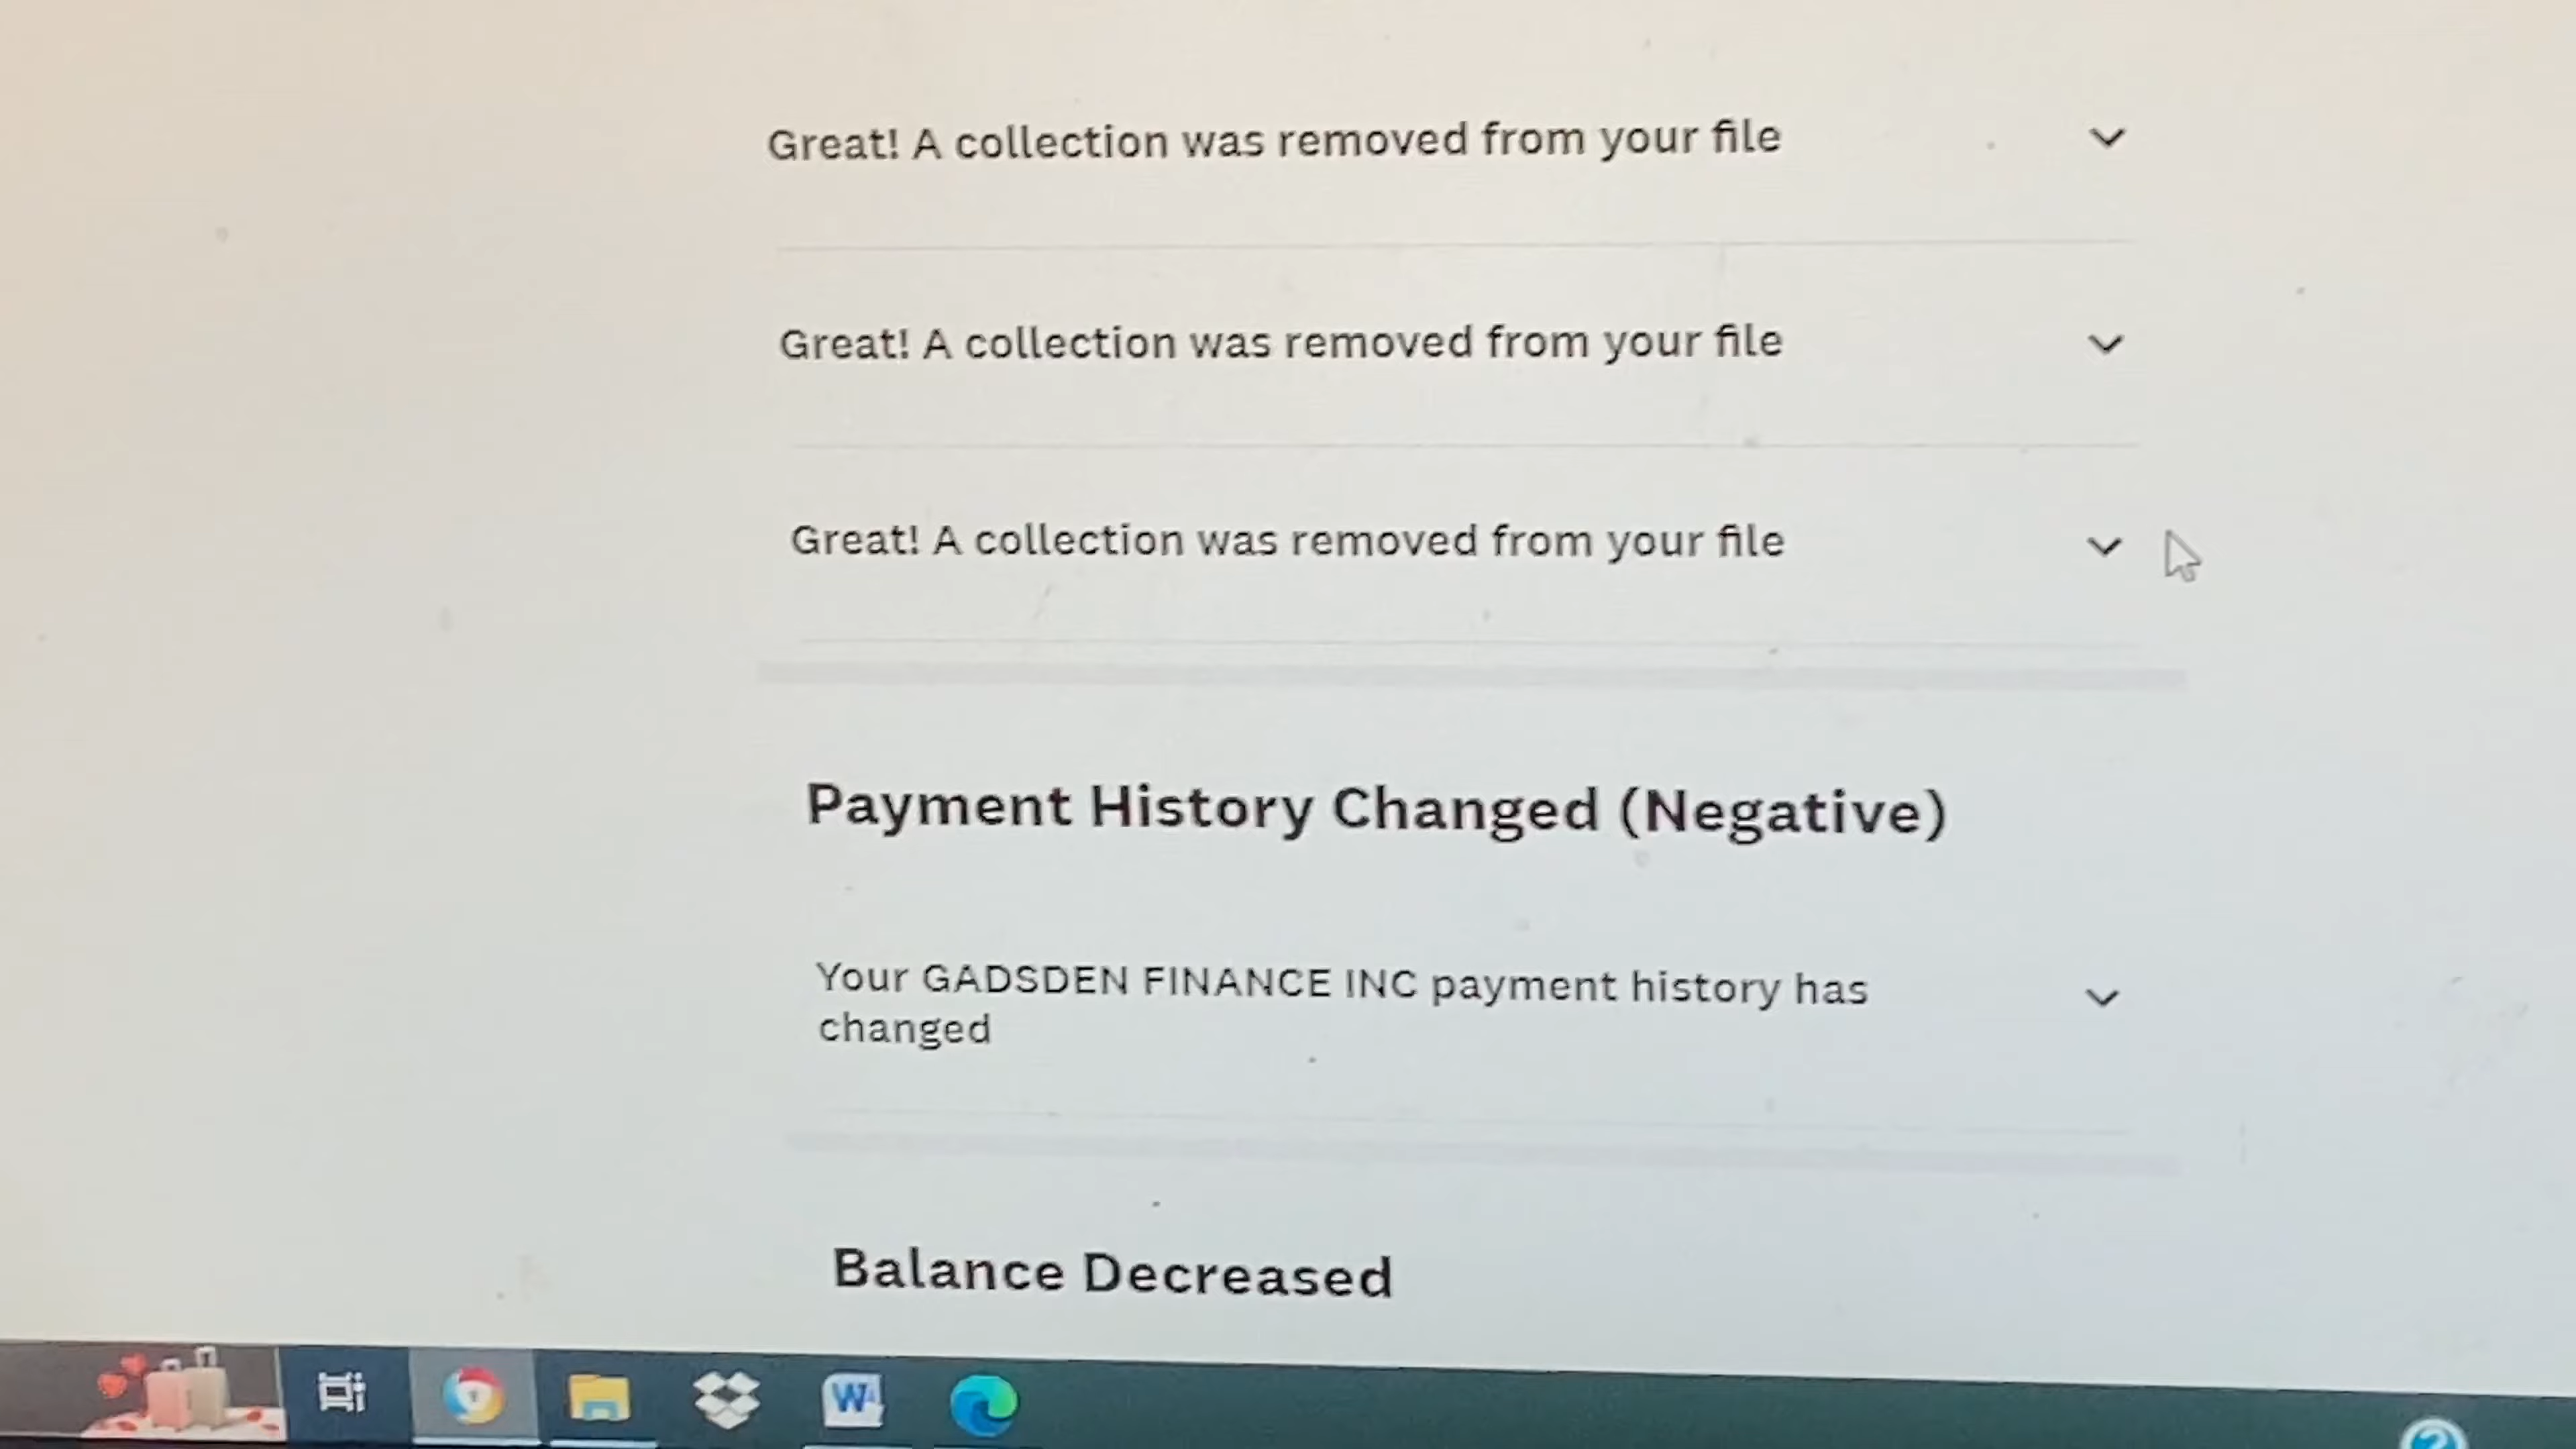 Great! A collection was removed from your file
Great! A collection was removed from your file
Great! A collection was removed from your file
Payment History Changed (Negative)
Your GADSDEN FINANCE INC payment history has
changed
Balance Decreased
W
?